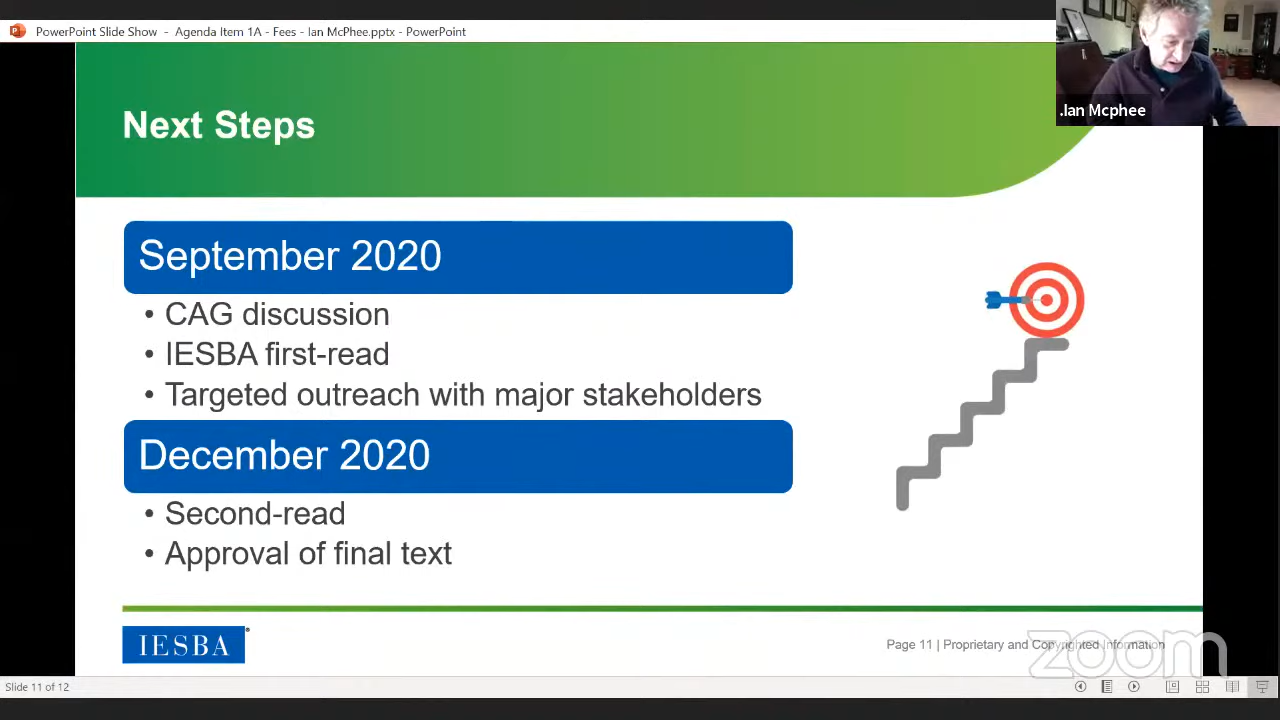 PowerPoint Slide Show - Agenda Item 1A - Fees - Ian McPhee.pptx - PowerPoint
.Ian Mcphee
Next Steps
September 2020
• CAG discussion
• IESBA first-read
• Targeted outreach with major stakeholders
December 2020
• Second-read
• Approval of final text
IESBA
Page 11 | Proprietary and Copyrighted Information
zoom
Slide 11 of 12